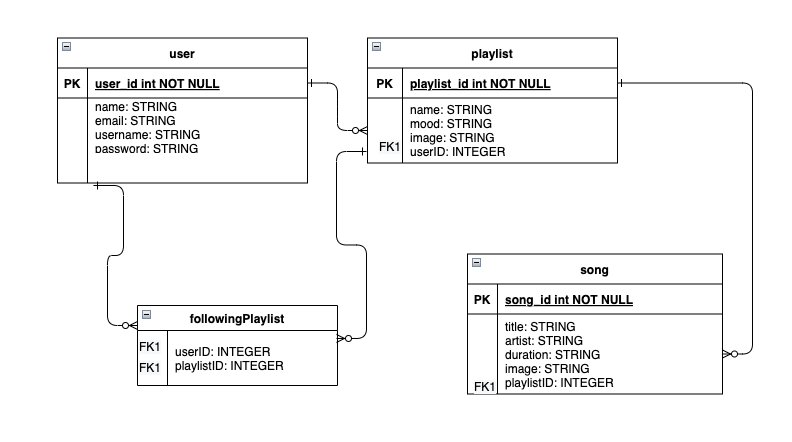 user
PK user_id int NOT NULL
name: STRING
email: STRING
username: STRING
password: STRING
playlist
PK playlist_id int NOT NULL
name: STRING
mood: STRING
image: STRING
FK1 userID: INTEGER
followingPlaylist
FK1 userID: INTEGER
FK1 playlistID: INTEGER
song
PK song_id int NOT NULL
title: STRING
artist: STRING
duration: STRING
image: STRING
FK1 playlistID: INTEGER